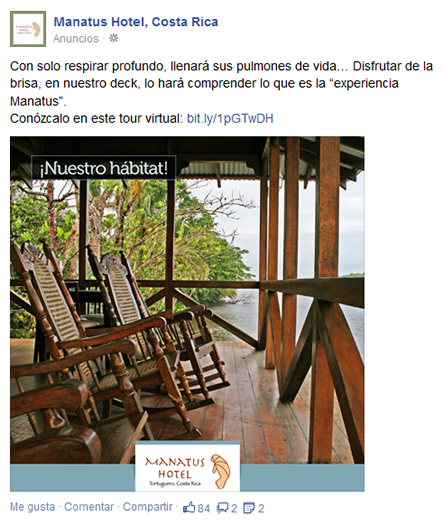 Manatus Hotel, Costa Rica
Anuncios ·
Con solo respirar profundo, llenará sus pulmones de vida… Disfrutar de la
brisa, en nuestro deck, lo hará comprender lo que es la “experiencia
Manatus”.
Conózcalo en este tour virtual: bit.ly/1pGTwDH
¡Nuestro hábitat!
MANATUS
HOTEL
Tortuguero, Costa Rica
Me gusta · Comentar · Compartir · 84 2 2